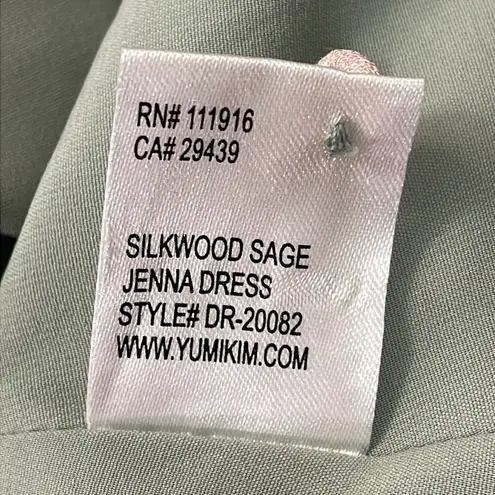 RN# 111916
CA# 29439
SILKWOOD SAGE
JENNA DRESS
STYLE# DR-20082
WWW.YUMIKIM.COM